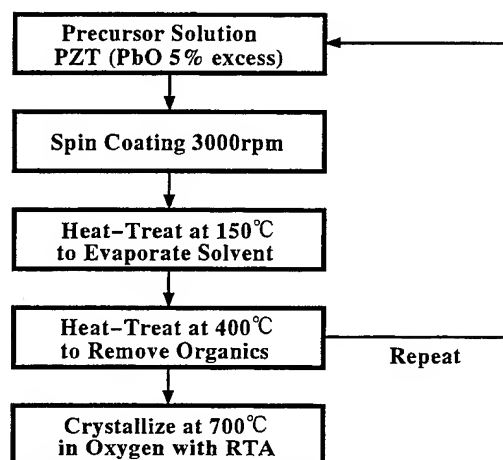 Precursor Solution
PZT (PbO 5% excess)
Spin Coating 3000rpm
Heat-Treat at 150℃
to Evaporate Solvent
Heat-Treat at 400℃
to Remove Organics
Repeat
Crystallize at 700℃
in Oxygen with RTA